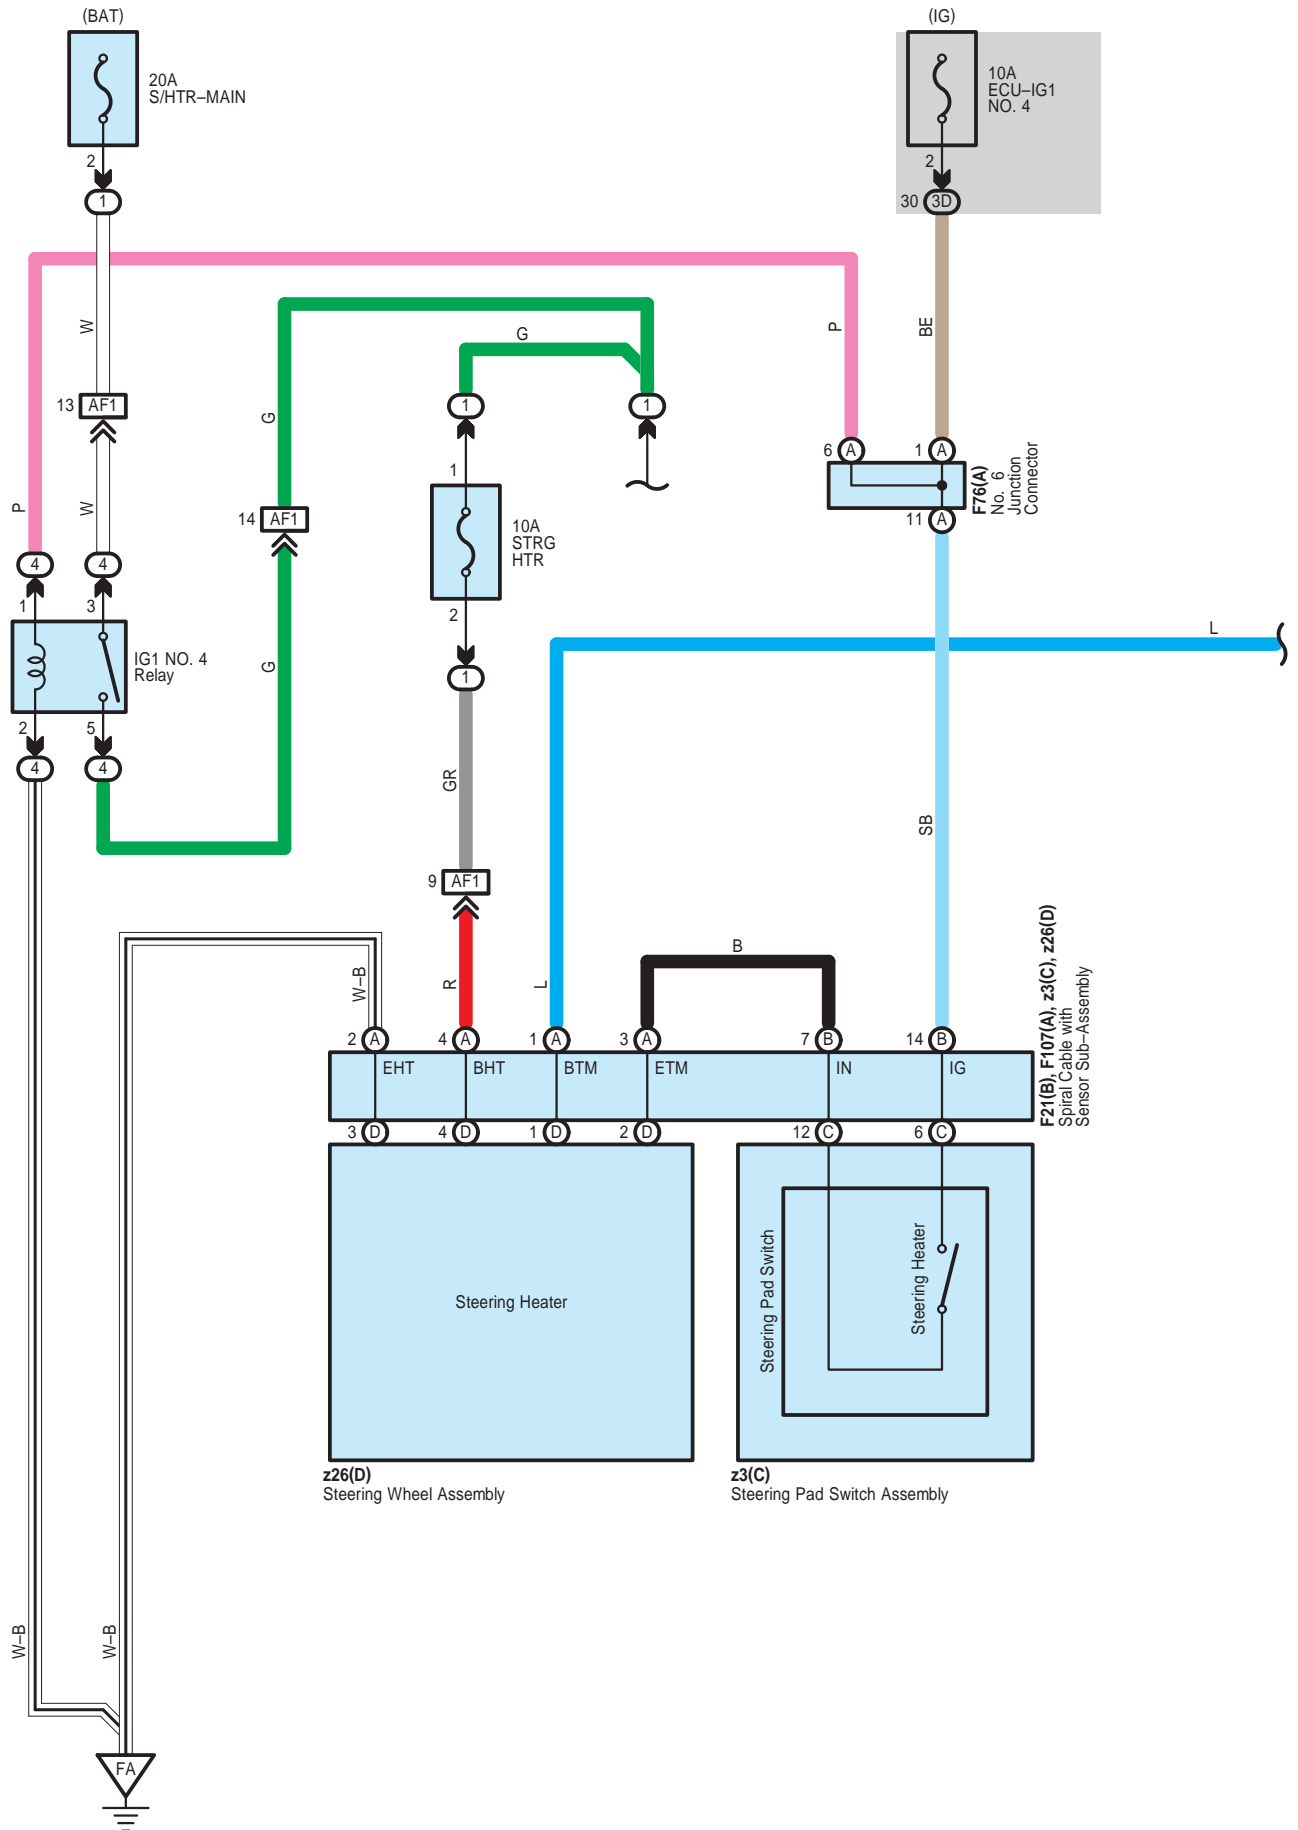 (BAT)
(IG)
20A
S/HTR–MAIN
10A
ECU–IG1
NO. 4
2
2
1
30 3D
W
P
BE
G
13 AF1
1
1
G
6 A
1 A
F76(A)
No. 6
Junction
Connector
1
P
W
14 AF1
11 A
10A
STRG
HTR
4
4
1
3
2
L
IG1 NO. 4
Relay
G
1
2
5
4
4
GR
SB
9 AF1
B
W–B
R
L
F21(B), F107(A), z3(C), z26(D)
Spiral Cable with
Sensor Sub–Assembly
2 A
4 A
1 A
3 A
7 B
14 B
EHT
BHT
BTM
ETM
IN
IG
3 D
4 D
1 D
2 D
12 C
6 C
Steering Pad Switch
Steering Heater
Steering Heater
z26(D)
Steering Wheel Assembly
z3(C)
Steering Pad Switch Assembly
W–B
W–B
FA